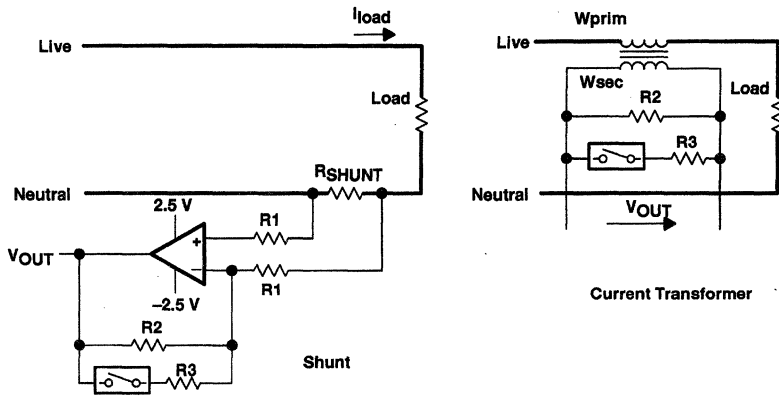 Iload
Live
Load
RSHUNT
Neutral
2.5 V
R1
+
VOUT
−
R1
−2.5 V
R2
R3
Shunt
Wprim
Live
Wsec
R2
Load
R3
Neutral
VOUT
Current Transformer